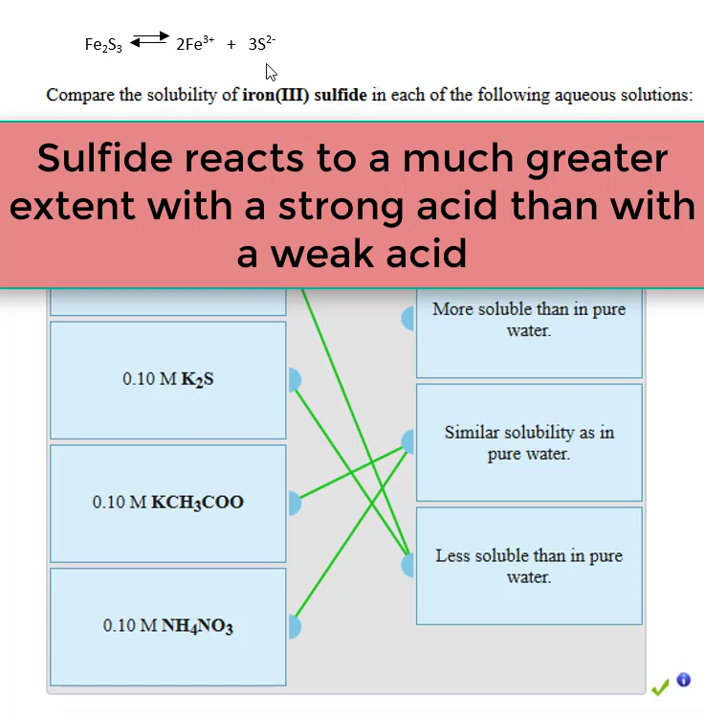 Fe₂S₃ ⇌ 2Fe³⁺ + 3S²⁻
Compare the solubility of iron(III) sulfide in each of the following aqueous solutions:
Sulfide reacts to a much greater
extent with a strong acid than with
a weak acid
More soluble than in pure
water.
0.10 M K₂S
Similar solubility as in
pure water.
0.10 M KCH₃COO
Less soluble than in pure
water.
0.10 M NH₄NO₃